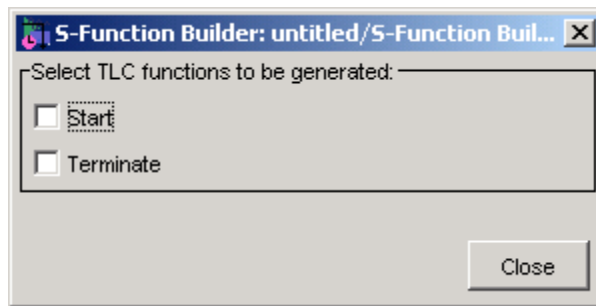 S-Function Builder: untitled/S-Function Buil...
Select TLC functions to be generated:
Start
Terminate
Close